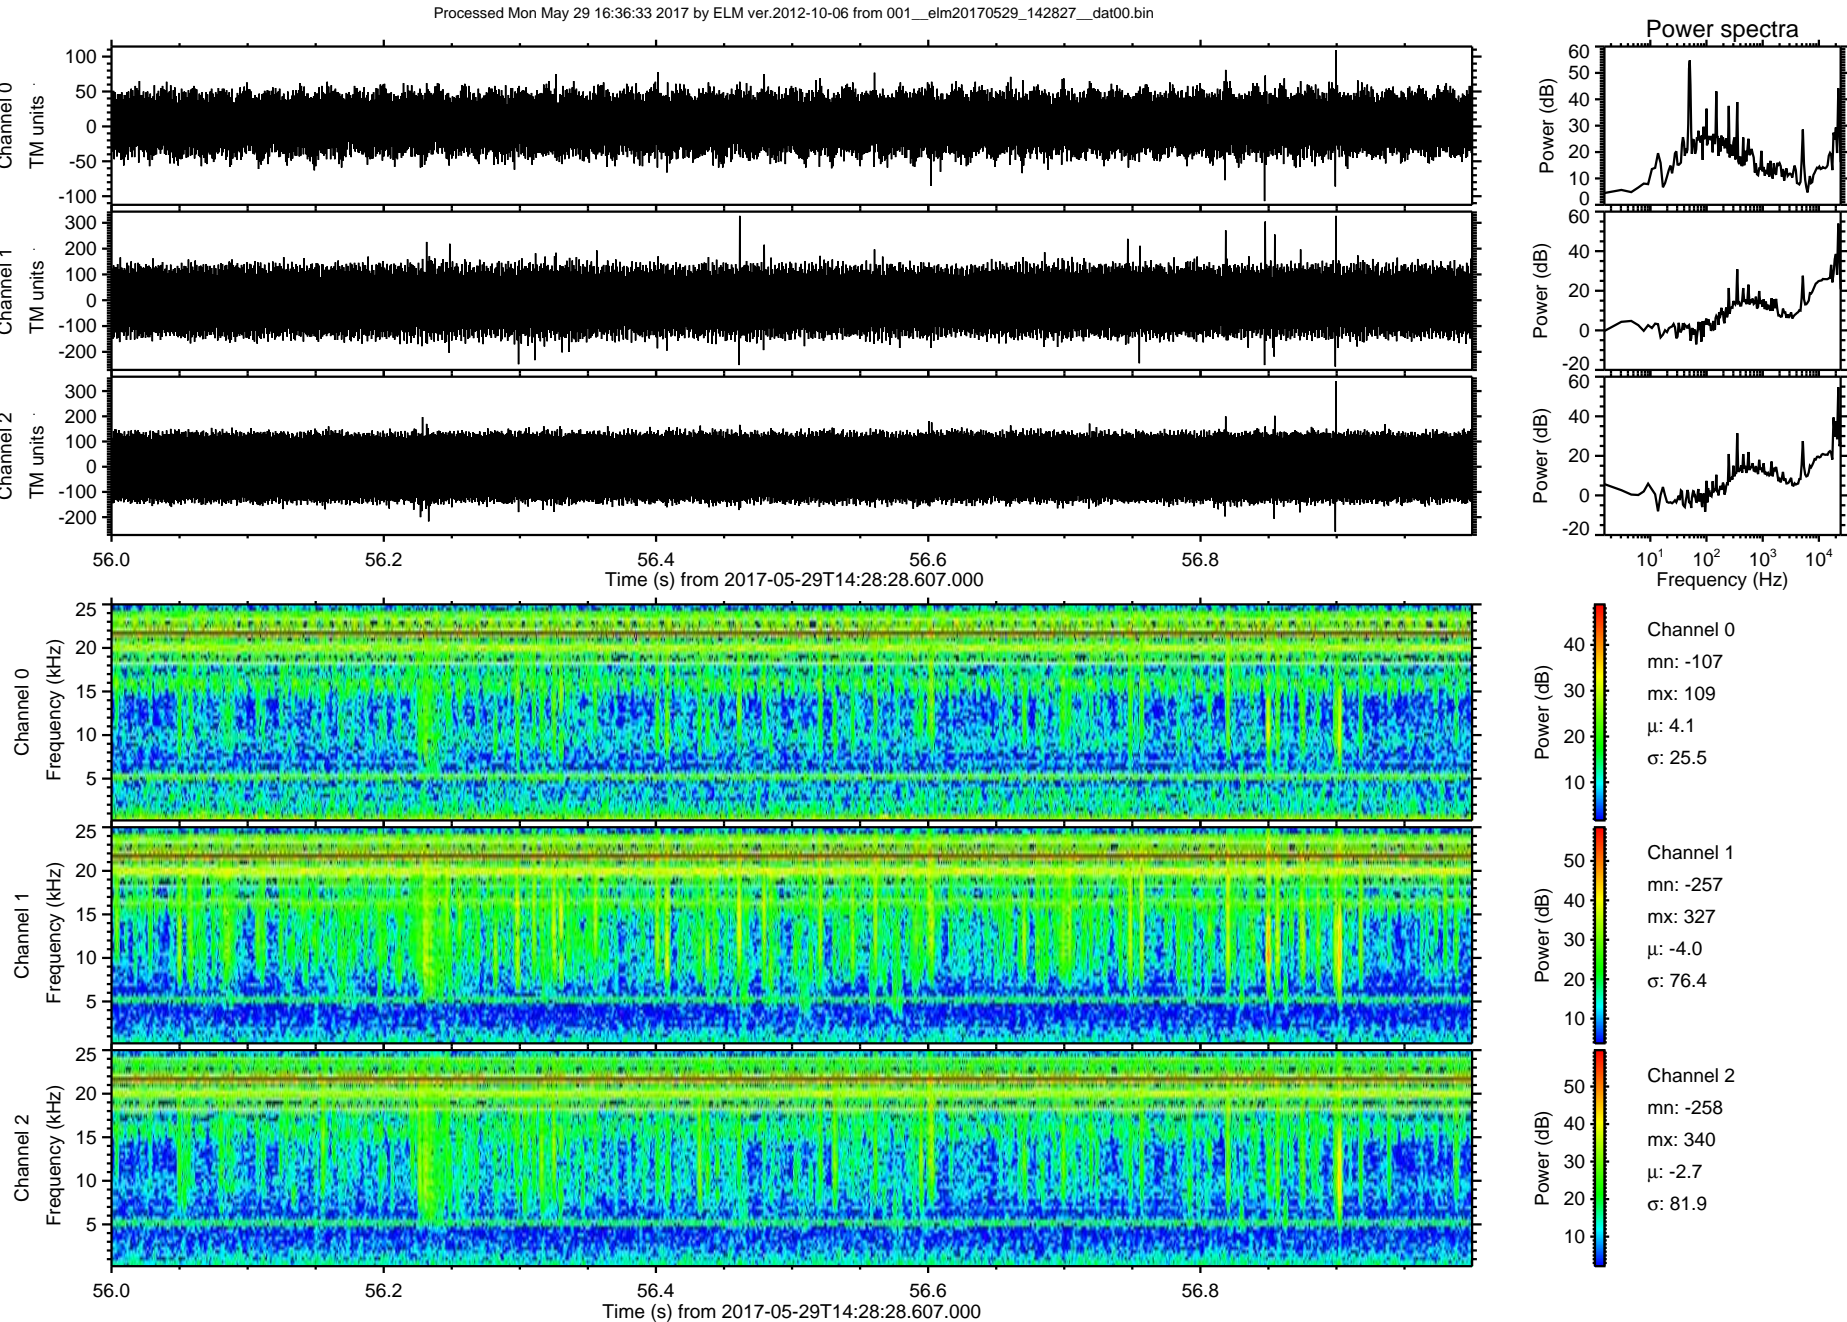 Processed Mon May 29 16:36:33 2017 by ELM ver.2012-10-06 from 001__elm20170529_142827__dat00.bin
Power spectra
Channel 0
TM units
100
50
0
-50
-100
Power (dB)
60
50
40
30
20
10
0
Channel 1
TM units
300
200
100
0
-100
-200
Power (dB)
60
40
20
0
-20
Channel 2
TM units
300
200
100
0
-100
-200
Power (dB)
60
40
20
0
-20
56.0 56.2 56.4 56.6 56.8
Time (s) from 2017-05-29T14:28:28.607.000
10^1 10^2 10^3 10^4
Frequency (Hz)
Channel 0
Frequency (kHz)
25
20
15
10
5
Power (dB)
40
30
20
10
Channel 0
mn: -107
mx: 109
μ: 4.1
σ: 25.5
Channel 1
Frequency (kHz)
25
20
15
10
5
Power (dB)
50
40
30
20
10
Channel 1
mn: -257
mx: 327
μ: -4.0
σ: 76.4
Channel 2
Frequency (kHz)
25
20
15
10
5
Power (dB)
50
40
30
20
10
Channel 2
mn: -258
mx: 340
μ: -2.7
σ: 81.9
56.0 56.2 56.4 56.6 56.8
Time (s) from 2017-05-29T14:28:28.607.000